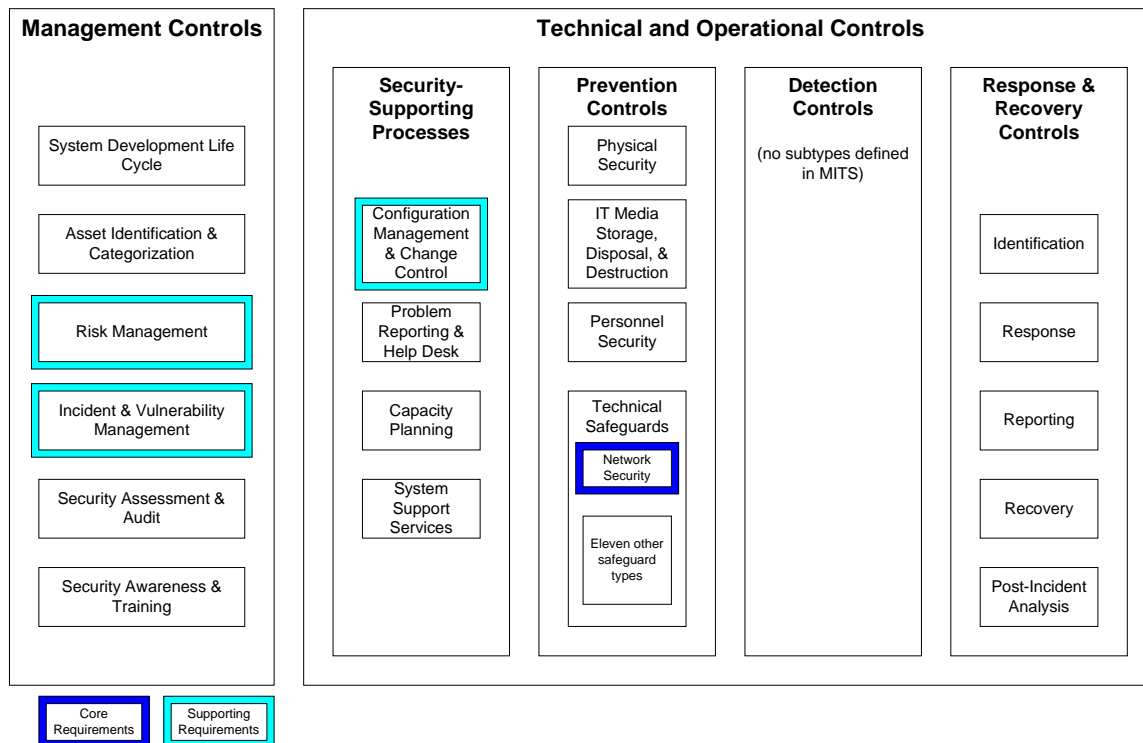 Management Controls
System Development Life
Cycle
Asset Identification &
Categorization
Risk Management
Incident & Vulnerability
Management
Security Assessment &
Audit
Security Awareness &
Training
Technical and Operational Controls
Security-
Supporting
Processes
Configuration
Management
& Change
Control
Problem
Reporting &
Help Desk
Capacity
Planning
System
Support
Services
Prevention
Controls
Physical
Security
IT Media
Storage,
Disposal, &
Destruction
Personnel
Security
Technical
Safeguards
Network
Security
Eleven other
safeguard
types
Detection
Controls
(no subtypes defined
in MITS)
Response &
Recovery
Controls
Identification
Response
Reporting
Recovery
Post-Incident
Analysis
Core
Requirements
Supporting
Requirements